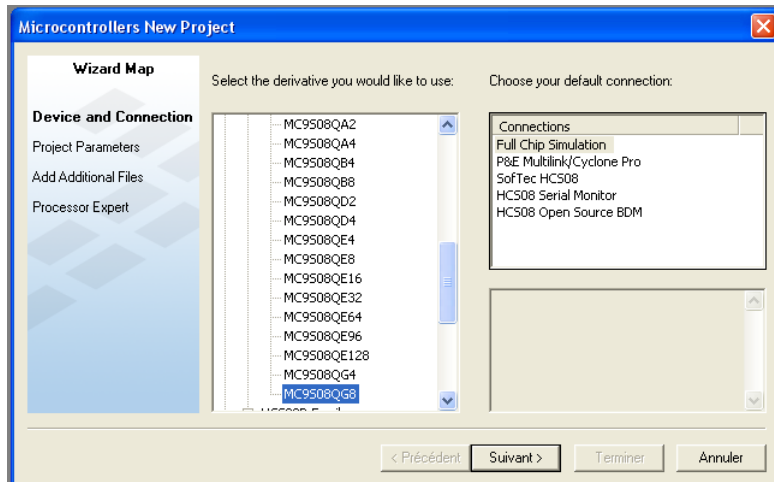 Microcontrollers New Project
Wizard Map
Device and Connection
Project Parameters
Add Additional Files
Processor Expert
Select the derivative you would like to use:
MC9S08QA2
MC9S08QA4
MC9S08QB4
MC9S08QB8
MC9S08QD2
MC9S08QD4
MC9S08QE4
MC9S08QE8
MC9S08QE16
MC9S08QE32
MC9S08QE64
MC9S08QE96
MC9S08QE128
MC9S08QG4
MC9S08QG8
Choose your default connection:
Connections
Full Chip Simulation
P&E Multilink/Cyclone Pro
SofTec HCS08
HCS08 Serial Monitor
HCS08 Open Source BDM
< Précédent
Suivant >
Terminer
Annuler